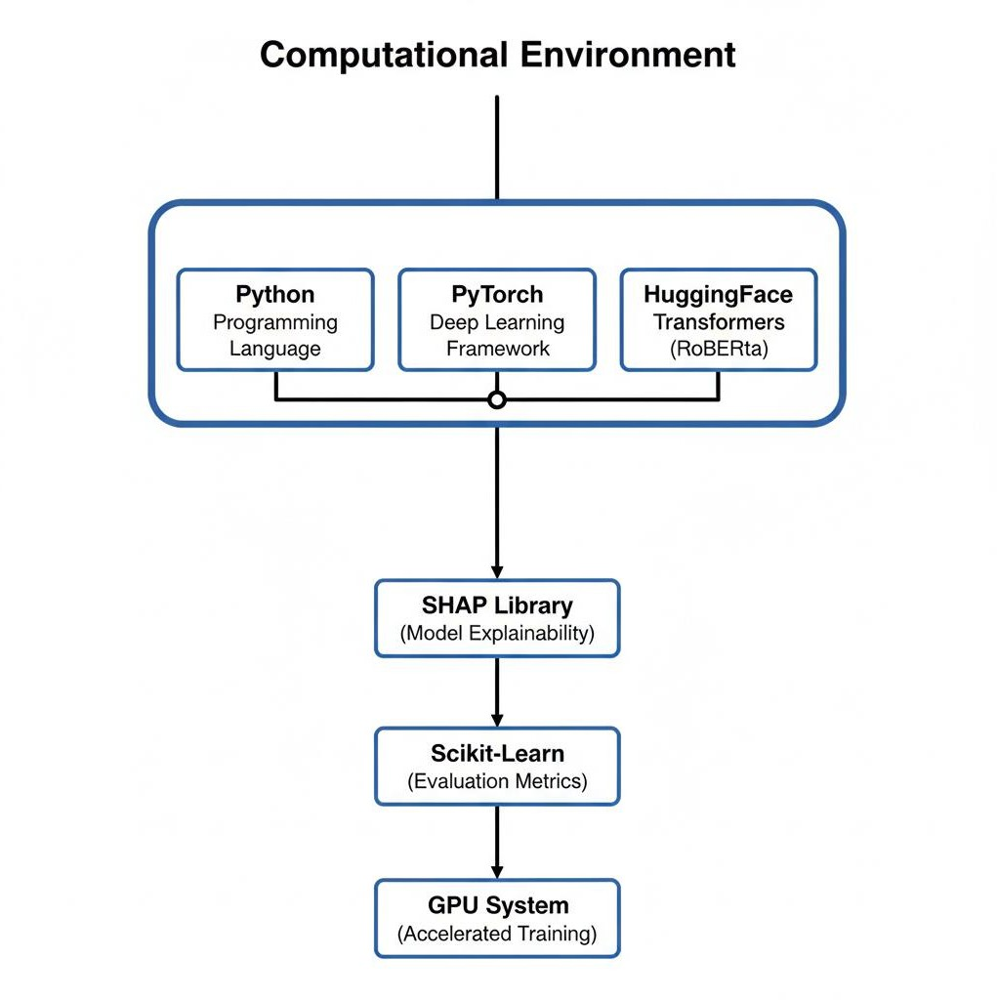 Computational Environment
Python
Programming
Language
PyTorch
Deep Learning
Framework
HuggingFace
Transformers
(RoBERta)
SHAP Library
(Model Explainability)
Scikit-Learn
(Evaluation Metrics)
GPU System
(Accelerated Training)